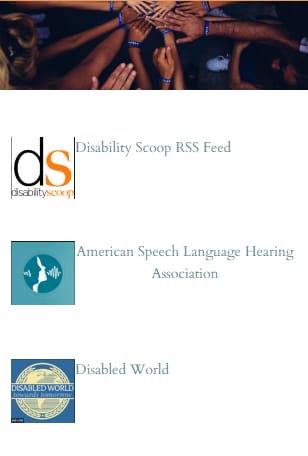 ds
disabilityscoop
Disability Scoop RSS Feed
American Speech Language Hearing
Association
DISABLED WORLD
towards tomorrow
Disabled World